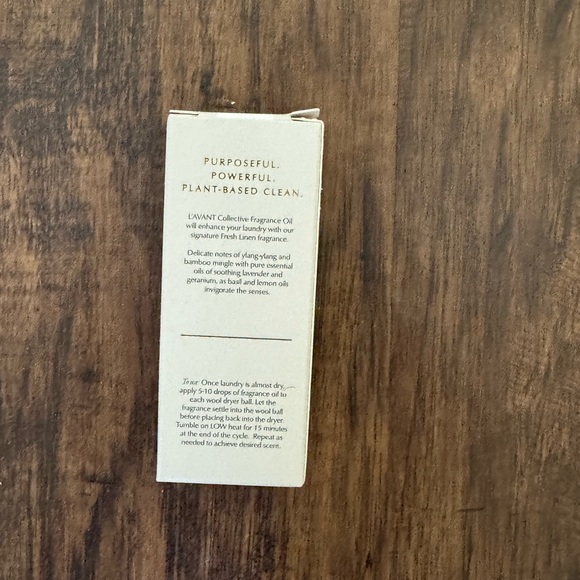 PURPOSEFUL.
POWERFUL.
PLANT-BASED CLEAN.
L'AVANT Collective Fragrance Oil
will enhance your laundry with our
signature Fresh Linen fragrance.
Delicate notes of ylang-ylang and
bamboo mingle with pure essential
oils of soothing lavender and
geranium, as basil and lemon oils
invigorate the senses.
To use Once laundry is almost dry,
apply 5-10 drops of fragrance oil to
each wool dryer ball. Let the
fragrance settle into the wool ball
before placing back into the dryer.
Tumble on LOW heat for 15 minutes
at the end of the cycle. Repeat as
needed to achieve desired scent.